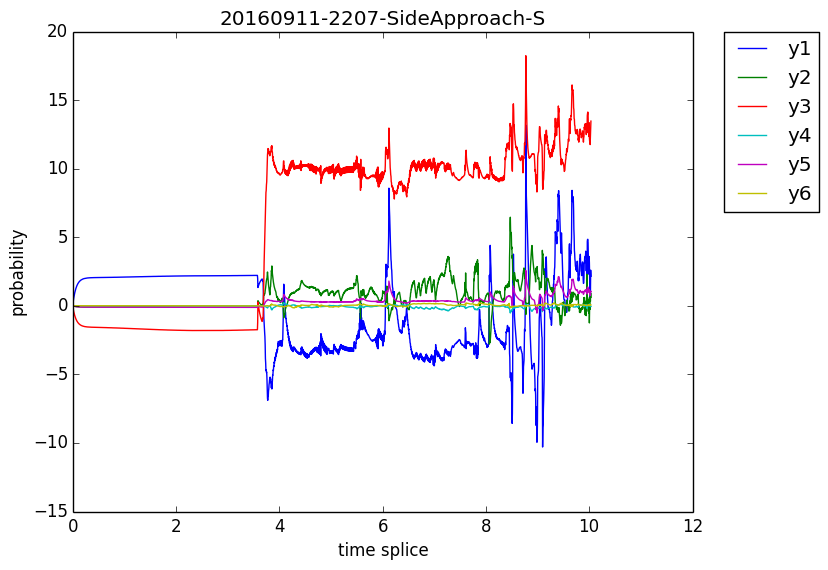 20160911-2207-SideApproach-S
20
15
10
5
0
−5
−10
−15
0 2 4 6 8 10 12
probability
time splice
y1
y2
y3
y4
y5
y6